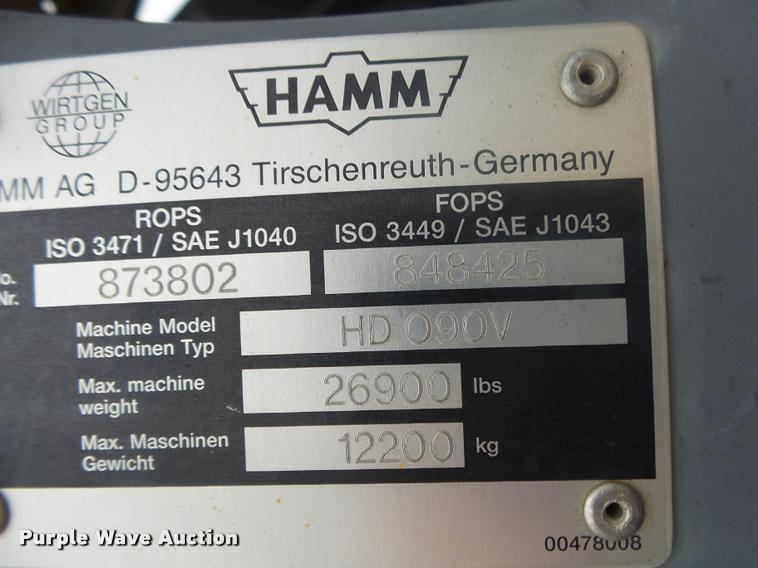 WIRTGEN
GROUP
HAMM
MM AG D-95643 Tirschenreuth-Germany
ROPS
ISO 3471 / SAE J1040
FOPS
ISO 3449 / SAE J1043
o.
Nr.
873802
848425
Machine Model
Maschinen Typ
HD O90V
Max. machine
weight
26900 lbs
Max. Maschinen
Gewicht
12200 kg
00478008
Purple Wave Auction